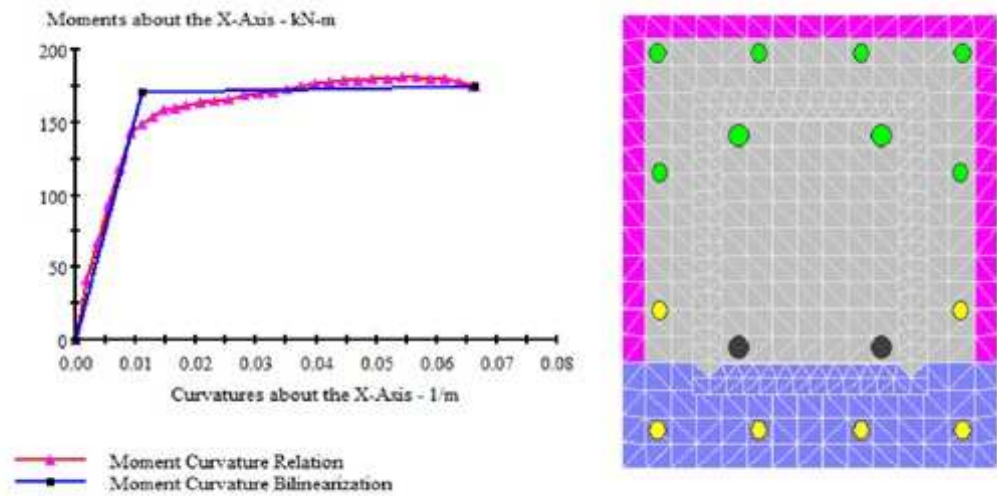 Moments about the X-Axis - kN-m
200
150
100
50
0
0.00 0.01 0.02 0.03 0.04 0.05 0.06 0.07 0.08
Curvatures about the X-Axis - 1/m
Moment Curvature Relation
Moment Curvature Bilinearization